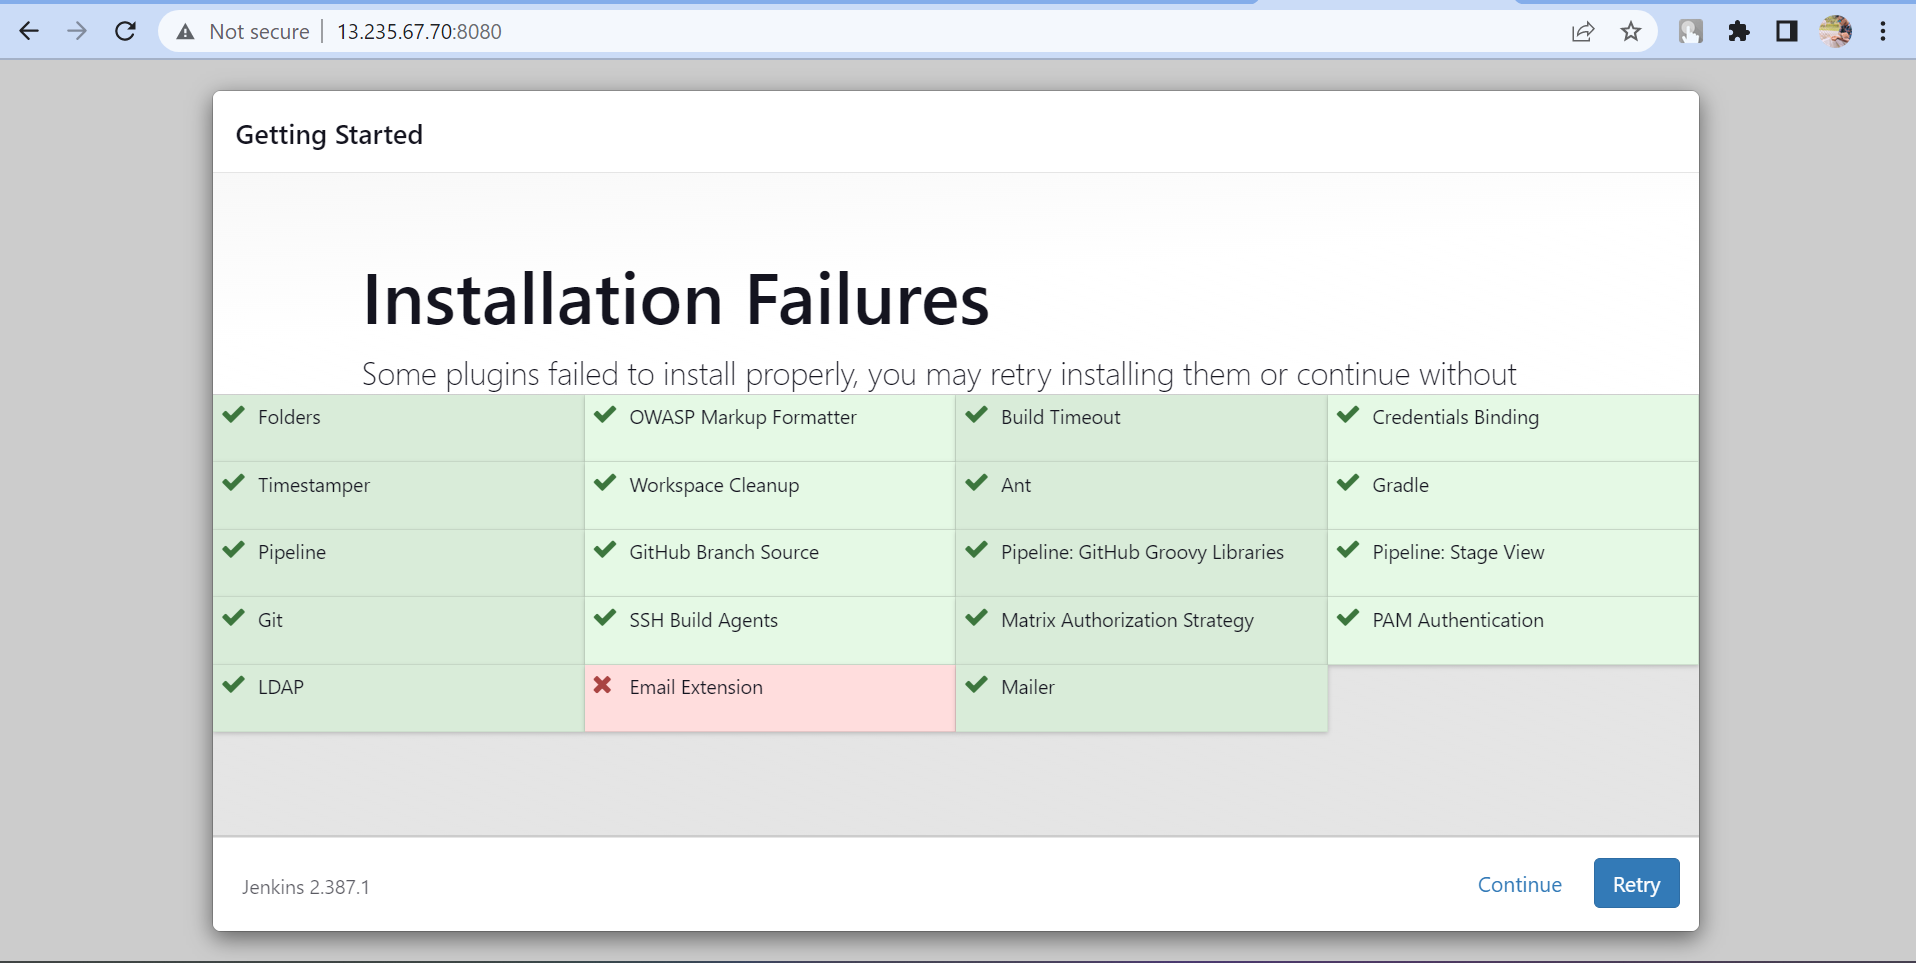 Not secure | 13.235.67.70:8080
Getting Started
Installation Failures
Some plugins failed to install properly, you may retry installing them or continue without
Folders OWASP Markup Formatter Build Timeout Credentials Binding
Timestamper Workspace Cleanup Ant Gradle
Pipeline GitHub Branch Source Pipeline: GitHub Groovy Libraries Pipeline: Stage View
Git SSH Build Agents Matrix Authorization Strategy PAM Authentication
LDAP Email Extension Mailer
Jenkins 2.387.1 Continue Retry